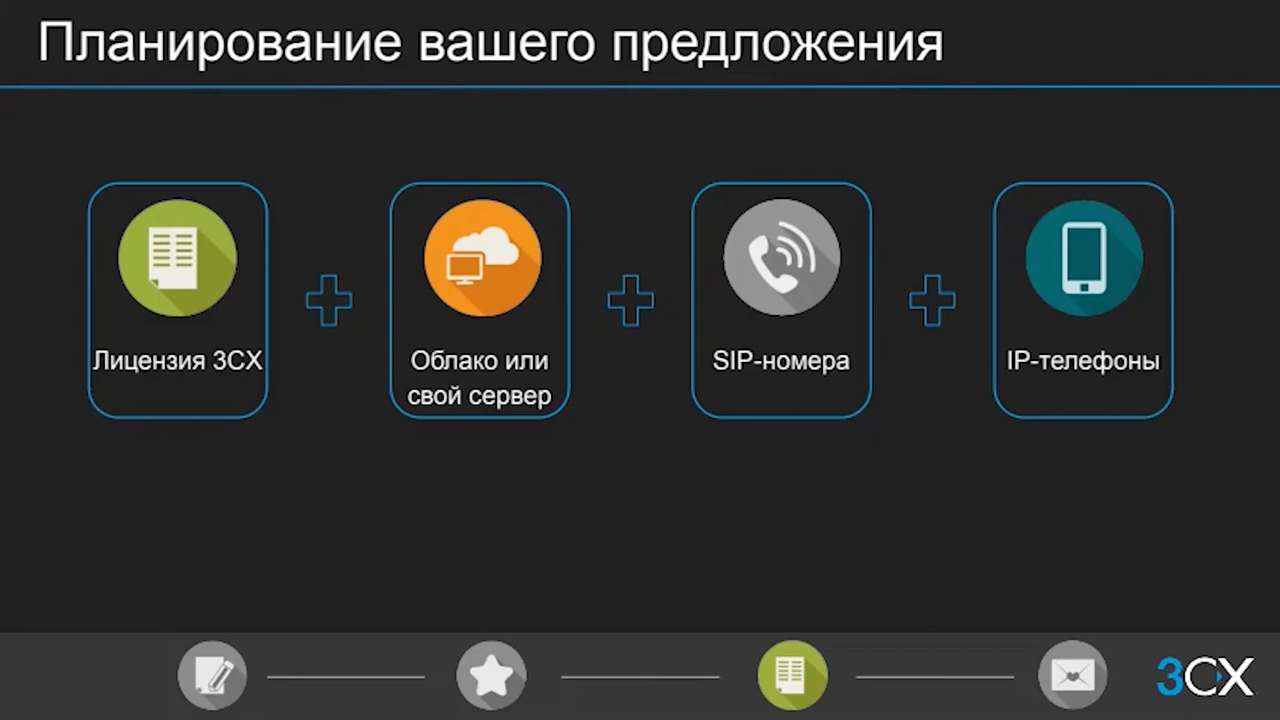 Планирование вашего предложения
Лицензия 3CX
Облако или
свой сервер
SIP-номера
IP-телефоны
3CX